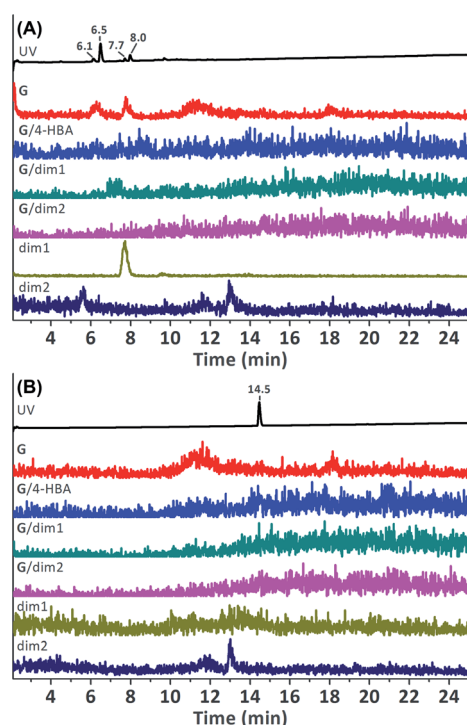 (A)
6.1 6.5 7.7 8.0
UV
G
G/4-HBA
G/dim1
G/dim2
dim1
dim2
4 6 8 10 12 14 16 18 20 22 24
Time (min)
(B)
14.5
UV
G
G/4-HBA
G/dim1
G/dim2
dim1
dim2
4 6 8 10 12 14 16 18 20 22 24
Time (min)